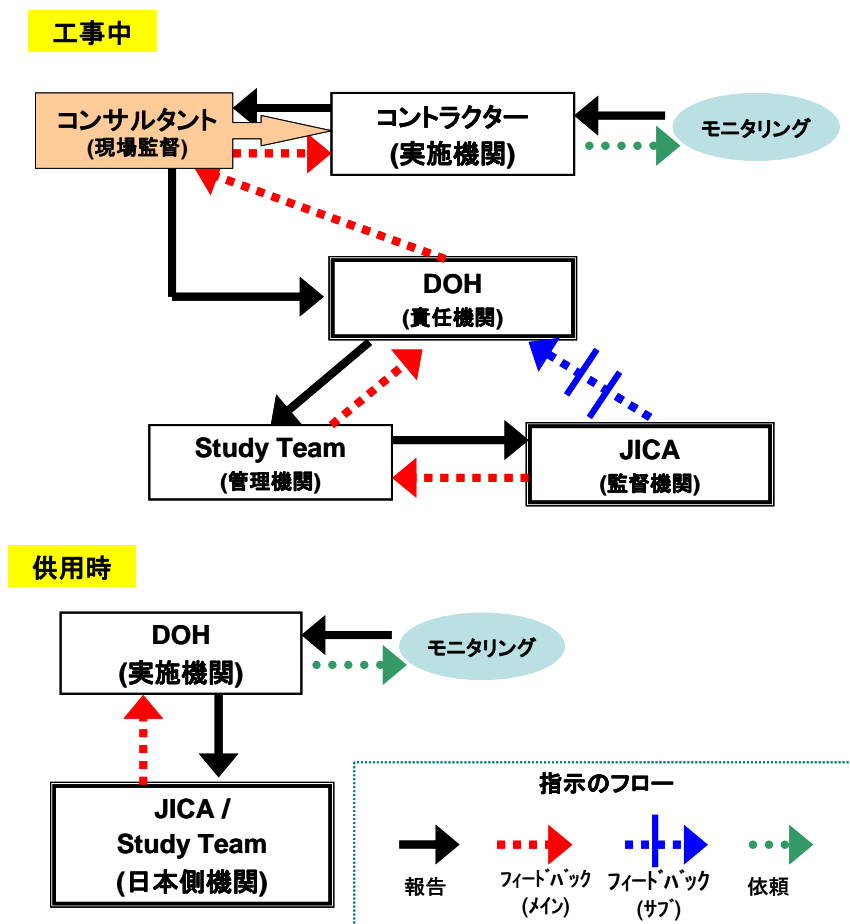 工事中
コンサルタント
(現場監督)
コントラクター
(実施機関)
モニタリング
DOH
(責任機関)
Study Team
(管理機関)
JICA
(監督機関)
供用時
DOH
(実施機関)
モニタリング
JICA /
Study Team
(日本側機関)
指示のフロー
報告
フィードバック
(メイン)
フィードバック
(サブ)
依頼